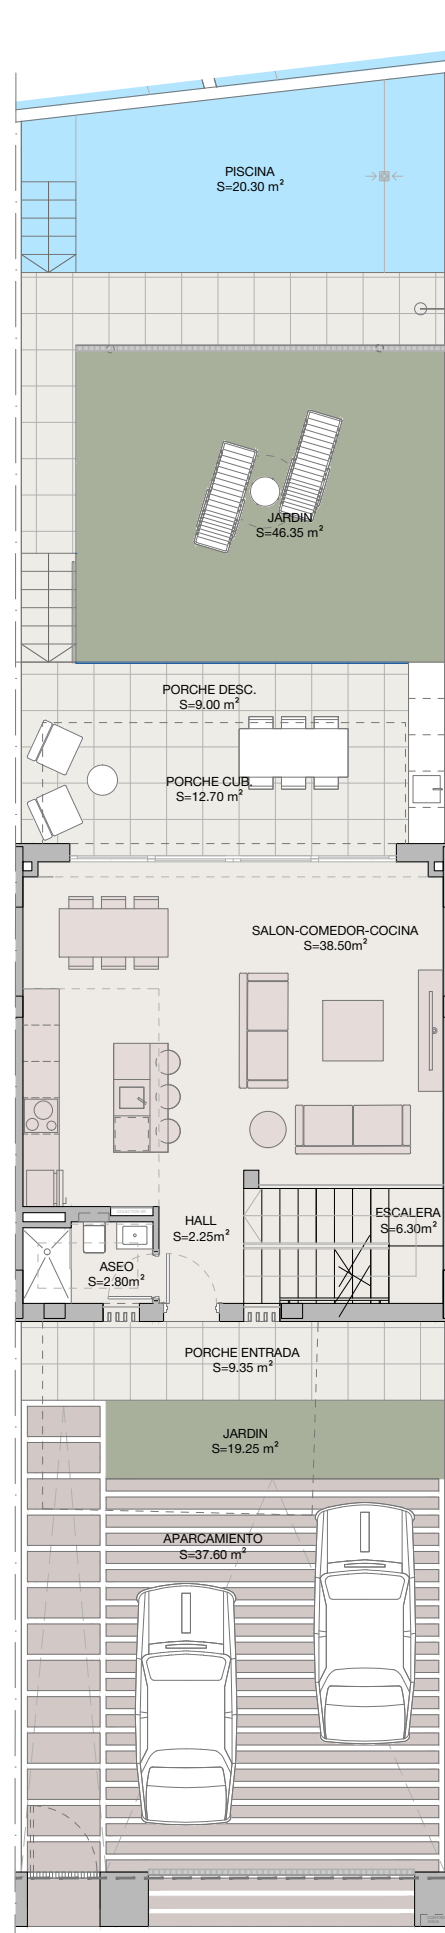 PISCINA
S=20.30 m²
JARDIN
S=46.35 m²
PORCHE DESC.
S=9.00 m²
PORCHE CUB.
S=12.70 m²
SALON-COMEDOR-COCINA
S=38.50m²
HALL
S=2.25m²
ESCALERA
S=6.30m²
ASEO
S=2.80m²
PORCHE ENTRADA
S=9.35 m²
JARDIN
S=19.25 m²
APARCAMIENTO
S=37.60 m²